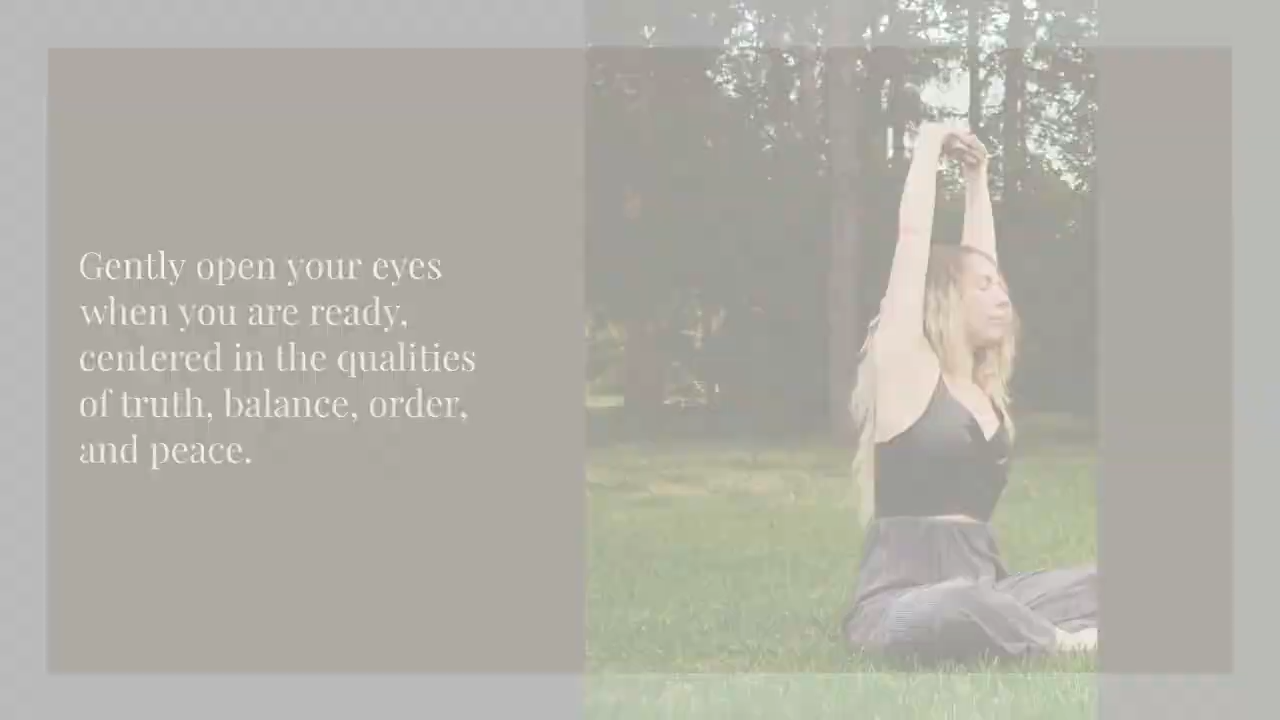 Gently open your eyes
when you are ready,
centered in the qualities
of truth, balance, order,
and peace.